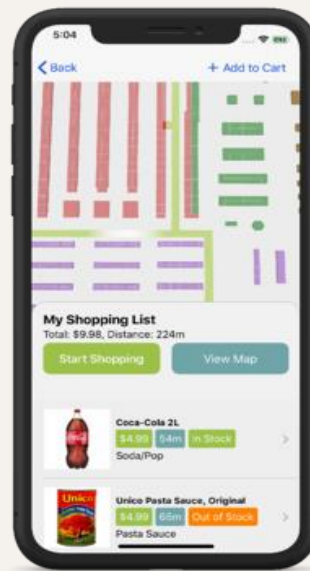 5:04
Back
+ Add to Cart
My Shopping List
Total: $9.98, Distance: 224m
Start Shopping
View Map
Coca-Cola 2L
$4.99 54m In Stock
Soda/Pop
Unico
Unico Pasta Sauce, Original
$4.99 65m Out of Stock
Pasta Sauce